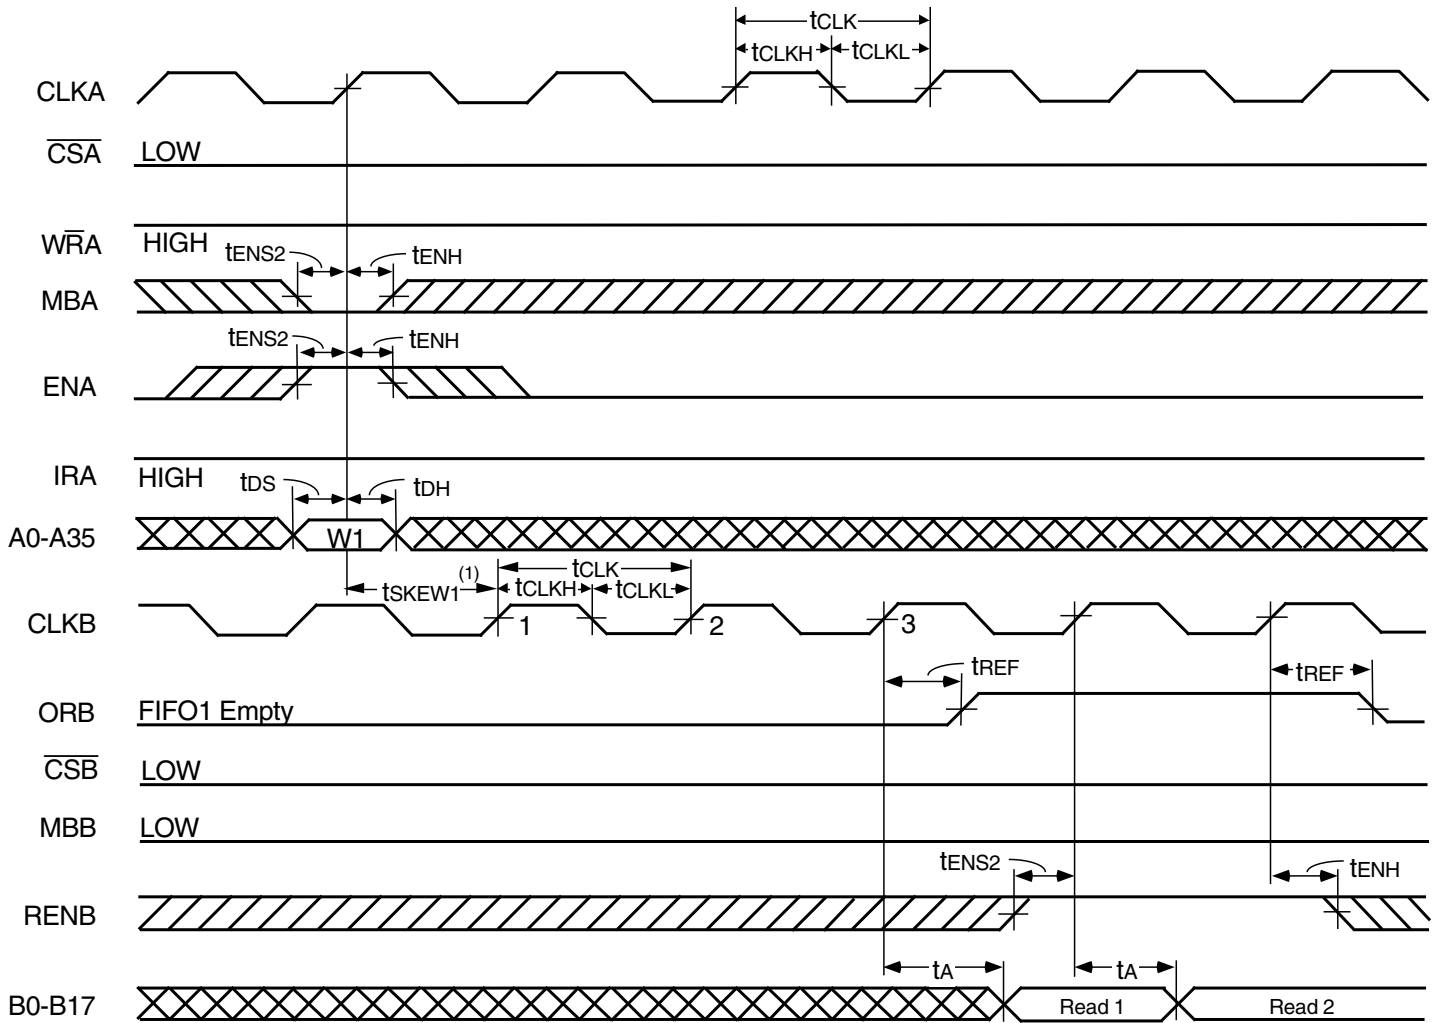 tCLK
tCLKH tCLKL
CLKA
CSA LOW
WRA HIGH
tENS2 tENH
MBA
tENS2 tENH
ENA
IRA HIGH
tDS tDH
A0-A35 W1
tSKEW1(1) tCLK
tCLKH tCLKL
CLKB 1 2 3
tREF tREF
ORB FIFO1 Empty
CSB LOW
MBB LOW
tENS2 tENH
RENB
tA tA
B0-B17 Read 1 Read 2